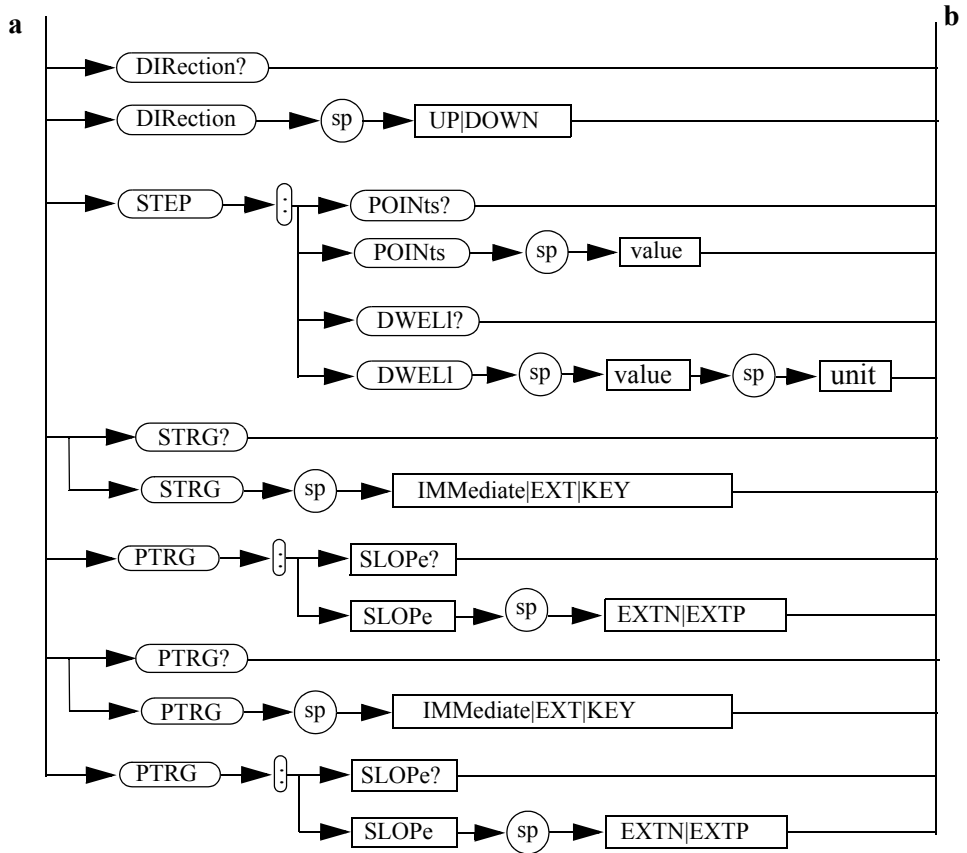 a b
DIRection?
DIRection sp UP|DOWN
STEP : POINts?
POINts sp value
DWELl?
DWELl sp value sp unit
STRG?
STRG sp IMMediate|EXT|KEY
PTRG : SLOPe?
SLOPe sp EXTN|EXTP
PTRG?
PTRG sp IMMediate|EXT|KEY
PTRG : SLOPe?
SLOPe sp EXTN|EXTP